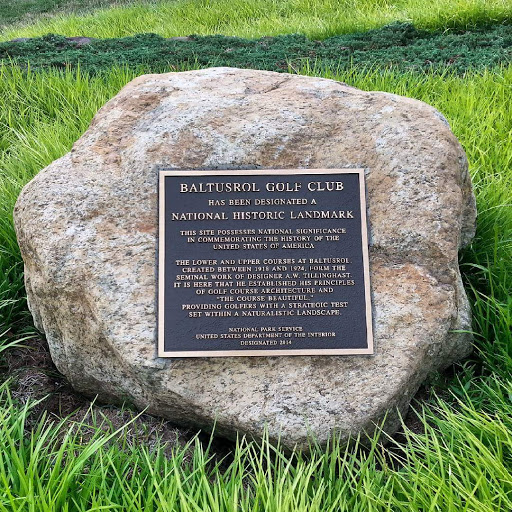 BALTUSROL GOLF CLUB
HAS BEEN DESIGNATED A
NATIONAL HISTORIC LANDMARK
THIS SITE POSSESSES NATIONAL SIGNIFICANCE
IN COMMEMORATING THE HISTORY OF THE
UNITED STATES OF AMERICA
THE LOWER AND UPPER COURSES AT BALTUSROL,
CREATED BETWEEN 1918 AND 1924, FORM THE
SEMINAL WORK OF DESIGNER A.W. TILLINGHAST.
IT IS HERE THAT HE ESTABLISHED HIS PRINCIPLES
OF GOLF COURSE ARCHITECTURE AND
"THE COURSE BEAUTIFUL,"
PROVIDING GOLFERS WITH A STRATEGIC TEST
SET WITHIN A NATURALISTIC LANDSCAPE.
NATIONAL PARK SERVICE
UNITED STATES DEPARTMENT OF THE INTERIOR
DESIGNATED 2014